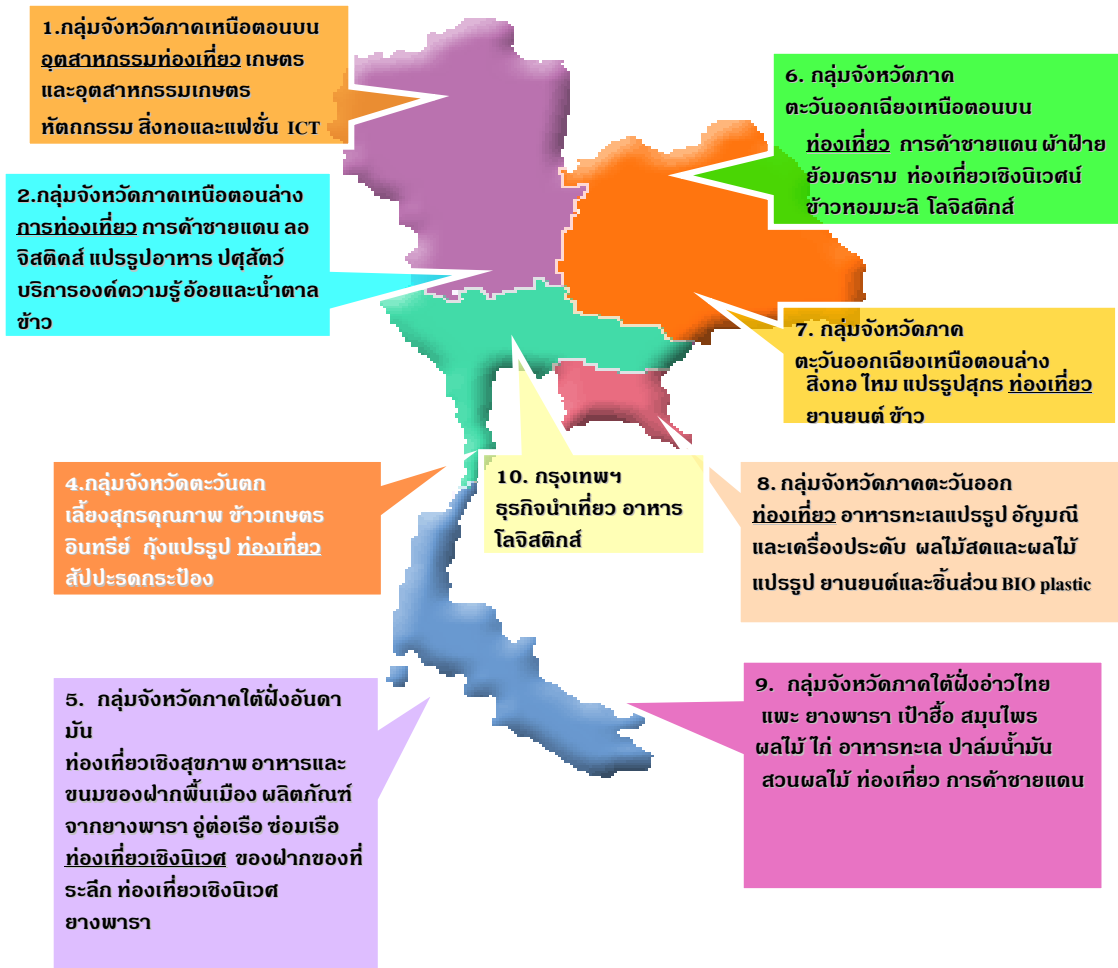 1.กลุ่มจังหวัดภาคเหนือตอนบน
อุตสาหกรรมท่องเที่ยว เกษตร
และอุตสาหกรรมเกษตร
หัตถกรรม สิ่งทอและแฟชั่น ICT
2.กลุ่มจังหวัดภาคเหนือตอนล่าง
การท่องเที่ยว การค้าชายแดน ลอ
จิสติคส์ แปรรูปอาหาร ปศุสัตว์
บริการองค์ความรู้ อ้อยและน้ำตาล
ข้าว
6. กลุ่มจังหวัดภาค
ตะวันออกเฉียงเหนือตอนบน
ท่องเที่ยว การค้าชายแดน ผ้าฝ้าย
ย้อมคราม ท่องเที่ยวเชิงนิเวศน์
ข้าวหอมมะลิ โลจิสติกส์
7. กลุ่มจังหวัดภาค
ตะวันออกเฉียงเหนือตอนล่าง
สิ่งทอ ไหม แปรรูปสุกร ท่องเที่ยว
ยานยนต์ ข้าว
4.กลุ่มจังหวัดตะวันตก
เลี้ยงสุกรคุณภาพ ข้าวเกษตร
อินทรีย์ กุ้งแปรรูป ท่องเที่ยว
สัปปะรดกระป๋อง
10. กรุงเทพฯ
ธุรกิจนำเที่ยว อาหาร
โลจิสติกส์
8. กลุ่มจังหวัดภาคตะวันออก
ท่องเที่ยว อาหารทะเลแปรรูป อัญมณี
และเครื่องประดับ ผลไม้สดและผลไม้
แปรรูป ยานยนต์และชิ้นส่วน BIO plastic
5. กลุ่มจังหวัดภาคใต้ฝั่งอันดา
มัน
ท่องเที่ยวเชิงสุขภาพ อาหารและ
ขนมของฝากพื้นเมือง ผลิตภัณฑ์
จากยางพารา อู่ต่อเรือ ซ่อมเรือ
ท่องเที่ยวเชิงนิเวศ ของฝากของที่
ระลึก ท่องเที่ยวเชิงนิเวศ
ยางพารา
9. กลุ่มจังหวัดภาคใต้ฝั่งอ่าวไทย
แพะ ยางพารา เป๋าฮื้อ สมุนไพร
ผลไม้ ไก่ อาหารทะเล ปาล์มน้ำมัน
สวนผลไม้ ท่องเที่ยว การค้าชายแดน